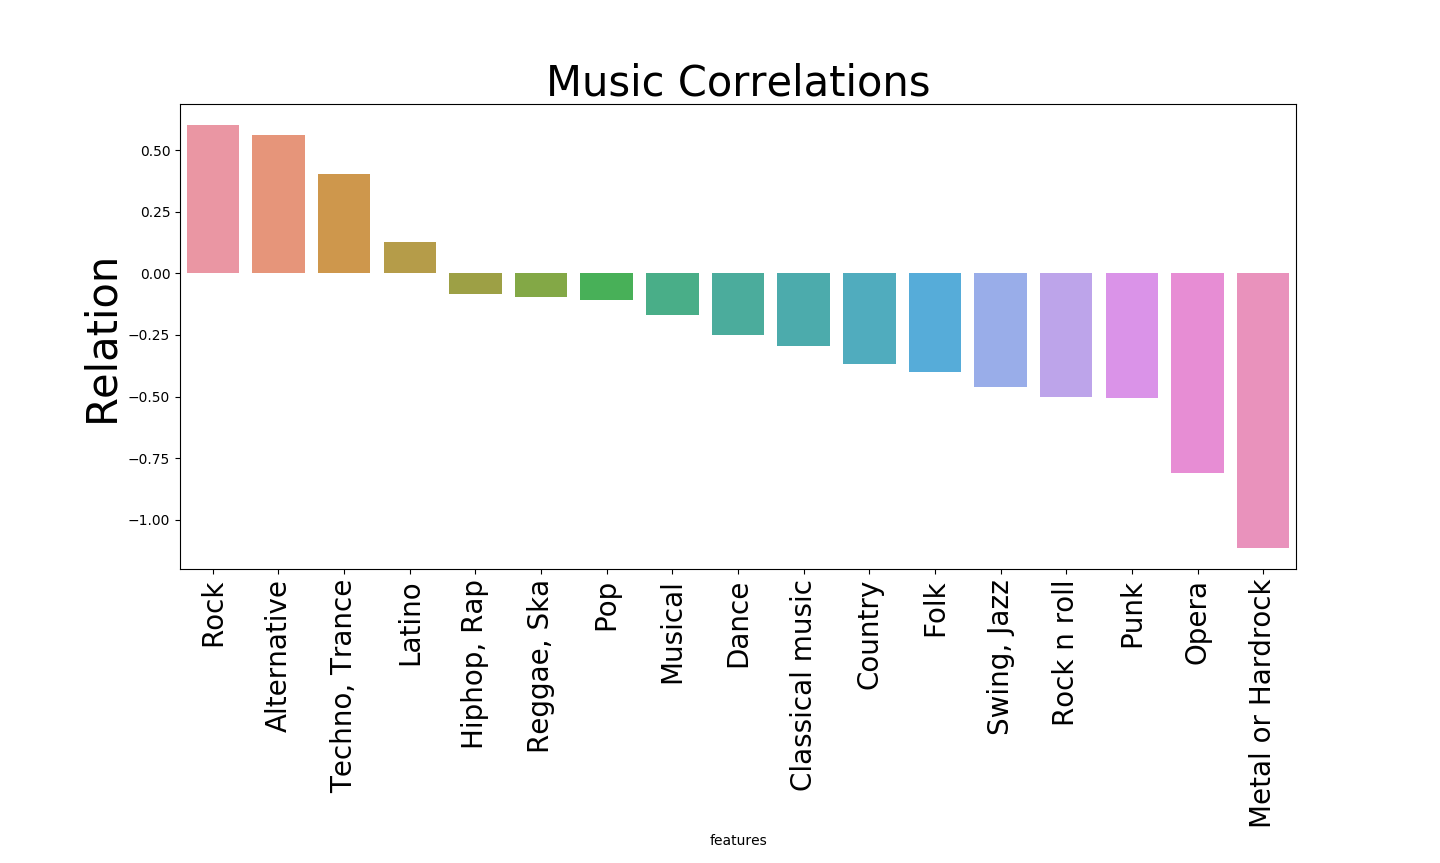 Music Correlations
Relation
0.50
0.25
0.00
−0.25
−0.50
−0.75
−1.00
Rock
Alternative
Techno, Trance
Latino
Hiphop, Rap
Reggae, Ska
Pop
Musical
Dance
Classical music
Country
Folk
Swing, Jazz
Rock n roll
Punk
Opera
Metal or Hardrock
features